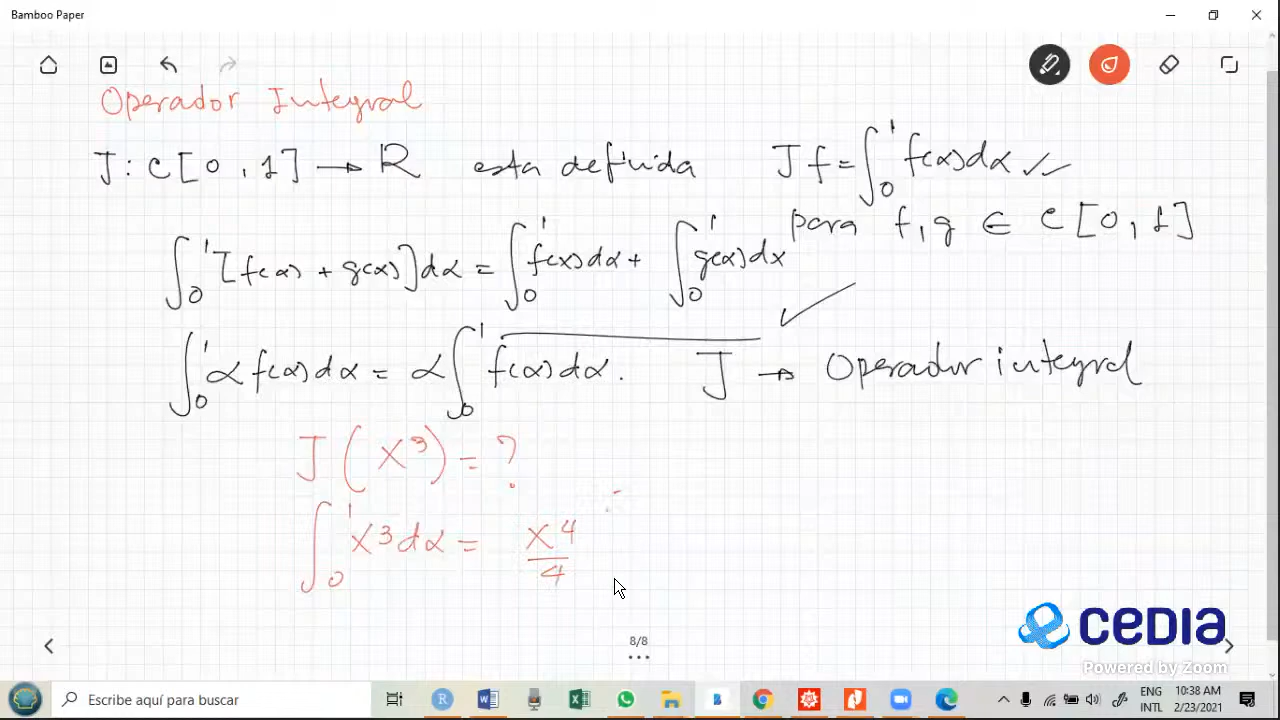 Bamboo Paper
Operador Integral
J: C[0,1] → R esta definida Jf = ∫₀¹ f(x)dx
para f,g ∈ C[0,1]
∫₀¹ [f(x) + g(x)]dx = ∫₀¹ f(x)dx + ∫₀¹ g(x)dx
∫₀¹ α f(x)dx = α ∫₀¹ f(x)dx. J → Operador integral
J(x³) = ?
∫₀¹ x³dx = x⁴/4
8/8
cedia
Powered by Zoom
Escribe aquí para buscar
ENG
INTL
10:38 AM
2/23/2021